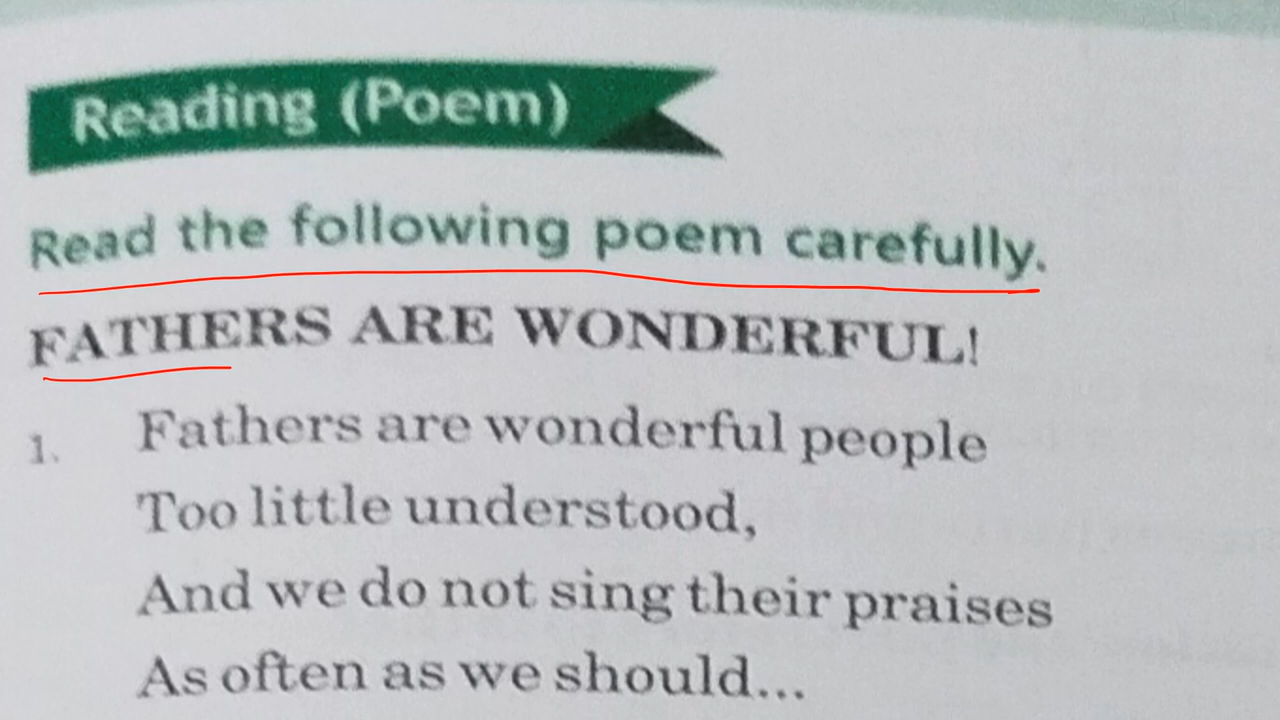 Reading (Poem)
Read the following poem carefully.
FATHERS ARE WONDERFUL!
1. Fathers are wonderful people
Too little understood,
And we do not sing their praises
As often as we should...